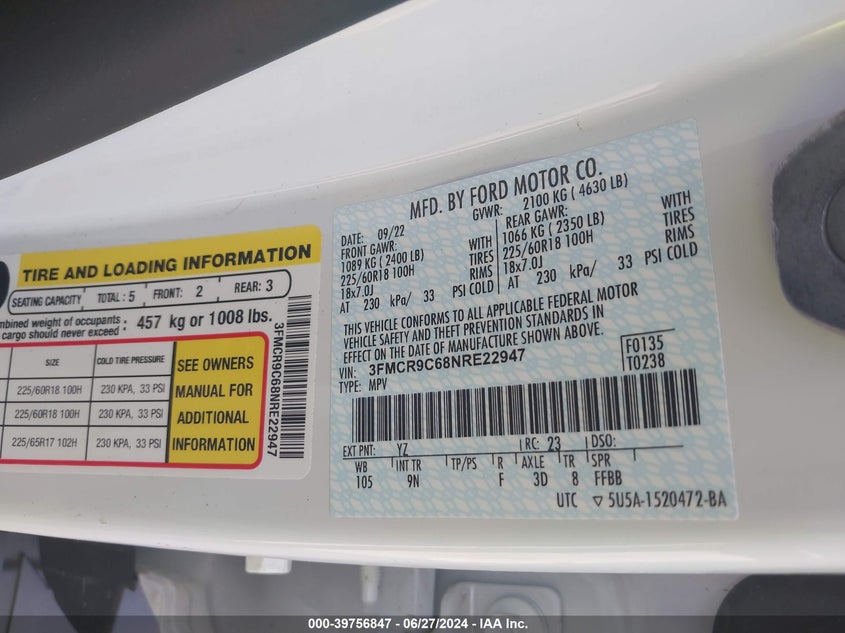 TIRE AND LOADING INFORMATION
SEATING CAPACITY TOTAL : 5 FRONT: 2 REAR: 3
mbined weight of occupants
cargo should never exceed : 457 kg or 1008 lbs.
SIZE COLD TIRE PRESSURE
225/60R18 100H 230 KPA, 33 PSI
225/60R18 100H 230 KPA, 33 PSI
225/65R17 102H 230 KPA, 33 PSI
SEE OWNERS
MANUAL FOR
ADDITIONAL
INFORMATION
3FMCR9C68NRE22947
MFD. BY FORD MOTOR CO.
DATE: 09/22 GVWR: 2100 KG ( 4630 LB)
FRONT GAWR: REAR GAWR:
1089 KG ( 2400 LB) WITH 1066 KG ( 2350 LB) WITH
225/60R18 100H TIRES 225/60R18 100H TIRES
18x7.0J RIMS 18x7.0J RIMS
AT 230 kPa/ 33 PSI COLD AT 230 kPa/ 33 PSI COLD
THIS VEHICLE CONFORMS TO ALL APPLICABLE FEDERAL MOTOR
VEHICLE SAFETY AND THEFT PREVENTION STANDARDS IN
EFFECT ON THE DATE OF MANUFACTURE SHOWN ABOVE.
VIN: 3FMCR9C68NRE22947 F0135
TYPE: MPV T0238
EXT PNT: YZ RC: 23 DSO:
WB INT TR TP/PS R AXLE TR SPR
105 9N F 3D 8 FFBB
UTC ▽ 5U5A-1520472-BA
000-39756847 - 06/27/2024 - IAAI Inc.